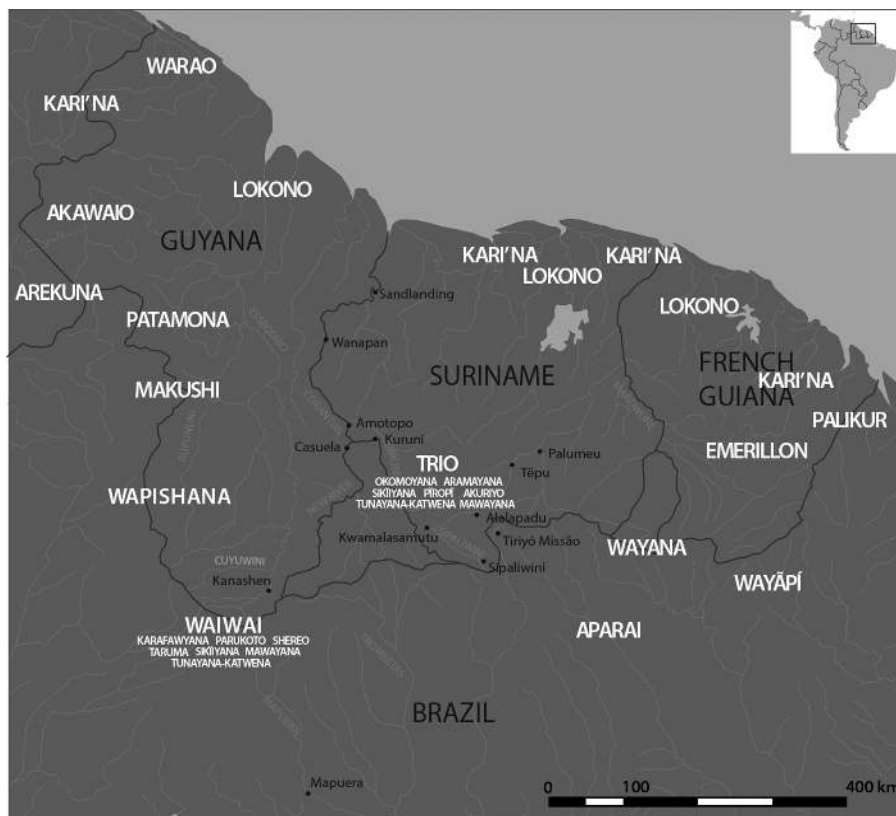 WARAO
KARI'NA
LOKONO
AKAWAIO
GUYANA
KARI'NA
KARI'NA
LOKONO
AREKUNA
Sandlanding
LOKONO
PATAMONA
Wanapan
SURINAME
FRENCH
GUIANA
KARI'NA
MAKUSHI
PALIKUR
Amotopo
Kuruni
Casuela
EMERILLON
Palumeu
TRIO
Tëpu
OKOMOYANA ARAMAYANA
SIKÏIYANA PÏROPÏ AKURIYO
TUNAYANA-KATWENA MAWAYANA
WAPISHANA
Alalapadu
Kwamalasamutu
Tiriyó Missão
WAYANA
CUYUWINI
Sipaliwini
Kanashen
WAYÃPÍ
WAIWAI
KARAFAWYANA PARUKOTO SHEREO
TARUMA SIKÏIYANA MAWAYANA
TUNAYANA-KATWENA
APARAI
BRAZIL
MAPUERA
Mapuera
0 100 400 km